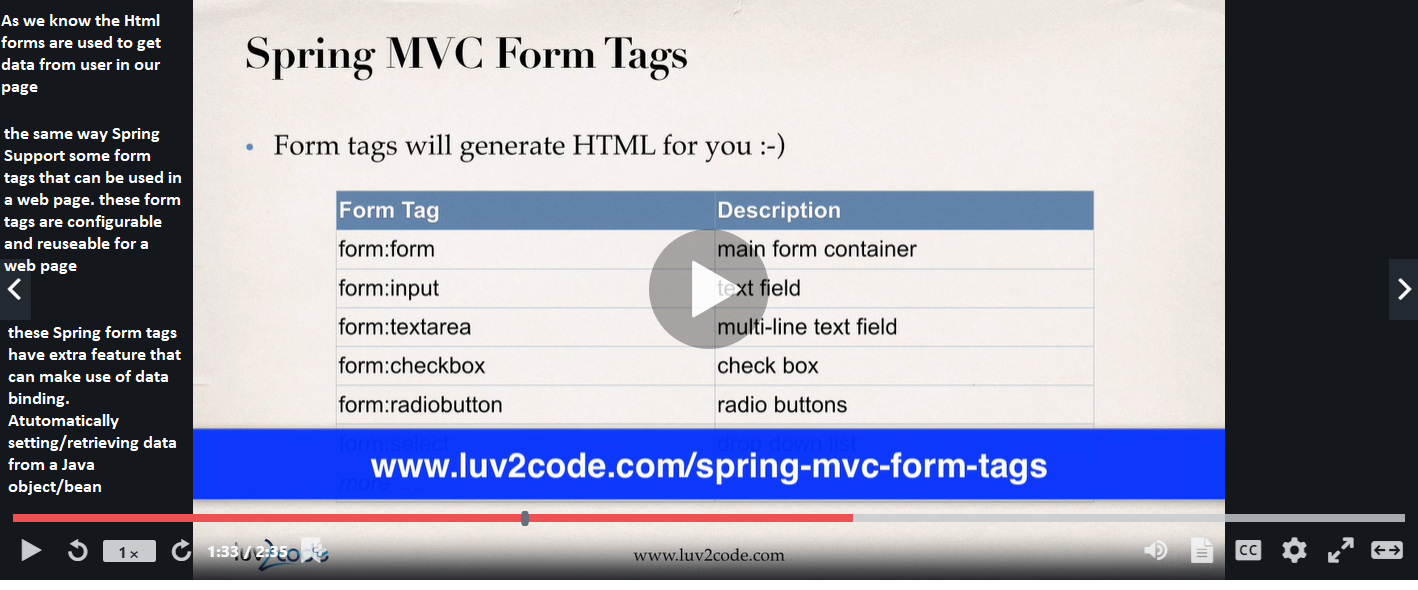 As we know the Html
forms are used to get
data from user in our
page
the same way Spring
Support some form
tags that can be used in
a web page. these form
tags are configurable
and reuseable for a
web page
these Spring form tags
have extra feature that
can make use of data
binding.
Atutomatically
setting/retrieving data
from a Java
object/bean
Spring MVC Form Tags
• Form tags will generate HTML for you :-)
Form Tag Description
form:form main form container
form:input text field
form:textarea multi-line text field
form:checkbox check box
form:radiobutton radio buttons
form:select drop down list
more
www.luv2code.com/spring-mvc-form-tags
1x
1:33 / 2:35
luv2code
www.luv2code.com
CC